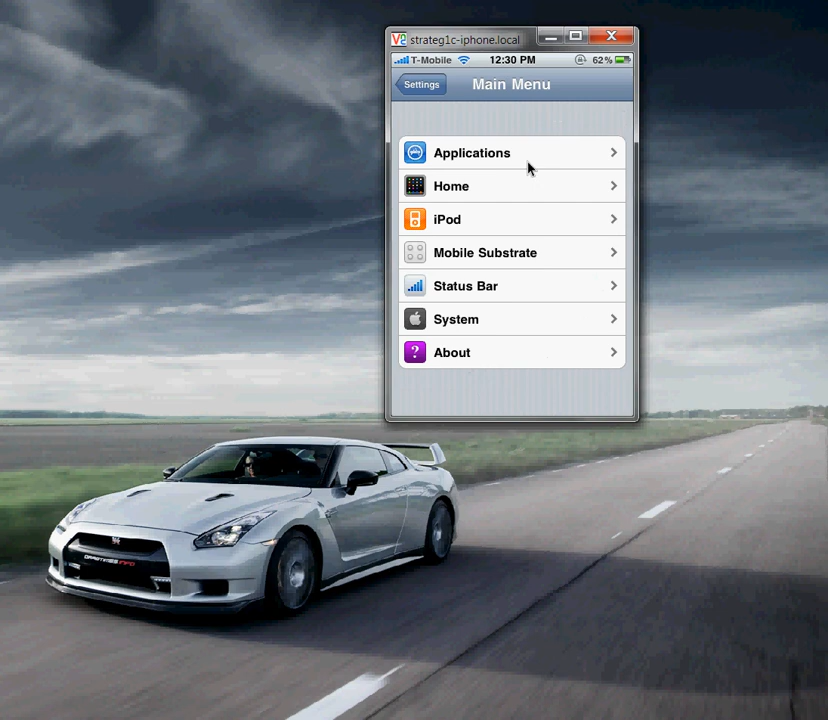 strateg1c-iphone.local
T-Mobile 12:30 PM 62%
Settings Main Menu
Applications
Home
iPod
Mobile Substrate
Status Bar
System
About